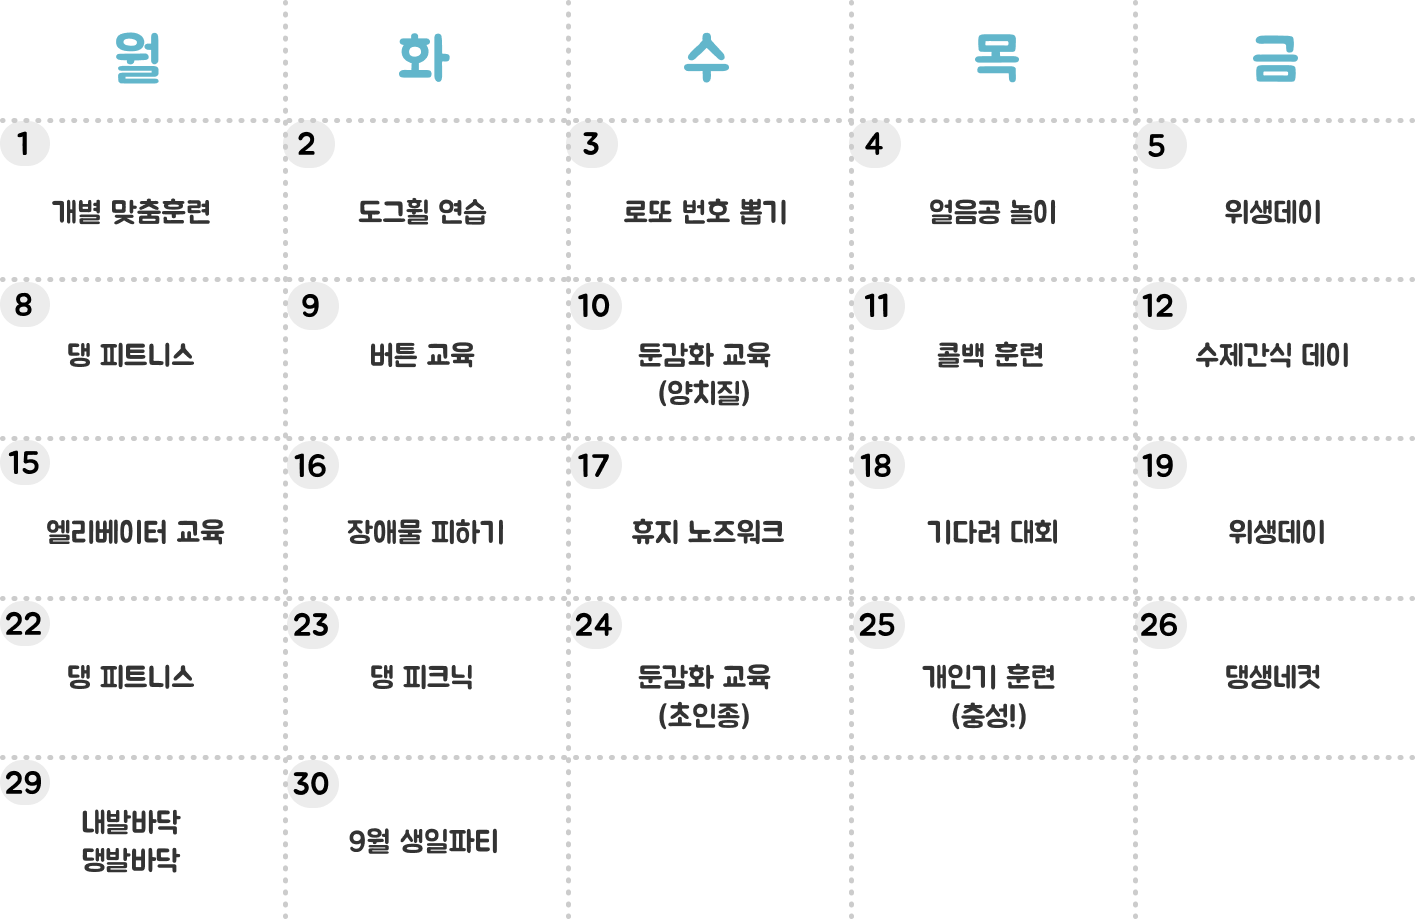 월 화 수 목 금
1 2 3 4 5
개별 맞춤훈련 도그휠 연습 로또 번호 뽑기 얼음공 놀이 위생데이
8 9 10 11 12
댕 피트니스 버튼 교육 둔감화 교육 콜백 훈련 수제간식 데이
(양치질)
15 16 17 18 19
엘리베이터 교육 장애물 피하기 휴지 노즈워크 기다려 대회 위생데이
22 23 24 25 26
댕 피트니스 댕 피크닉 둔감화 교육 개인기 훈련 댕생네컷
(초인종) (충성!)
29 30
내발바닥
9월 생일파티
댕발바닥